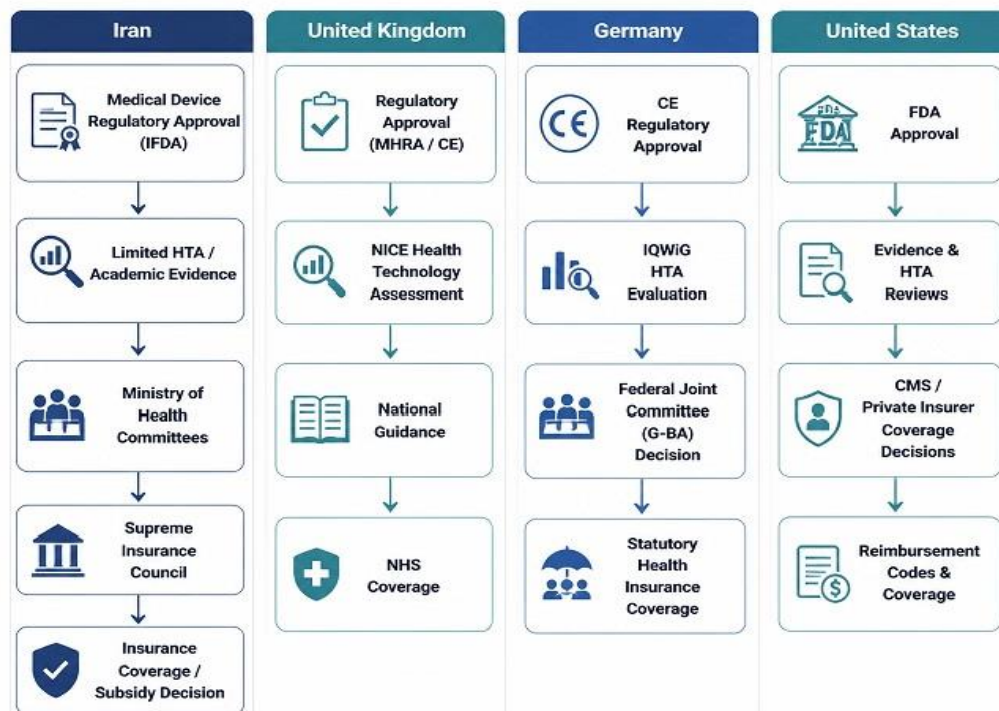 Iran
Medical Device
Regulatory Approval
(IFDA)
Limited HTA /
Academic Evidence
Ministry of
Health
Committees
Supreme
Insurance
Council
Insurance
Coverage /
Subsidy Decision
United Kingdom
Regulatory
Approval
(MHRA / CE)
NICE Health
Technology
Assessment
National
Guidance
NHS
Coverage
Germany
CE
CE
Regulatory
Approval
IQWiG
HTA
Evaluation
Federal Joint
Committee
(G-BA)
Decision
Statutory
Health
Insurance
Coverage
United States
FDA
FDA
Approval
Evidence &
HTA
Reviews
CMS /
Private Insurer
Coverage
Decisions
$
Reimbursement
Codes &
Coverage